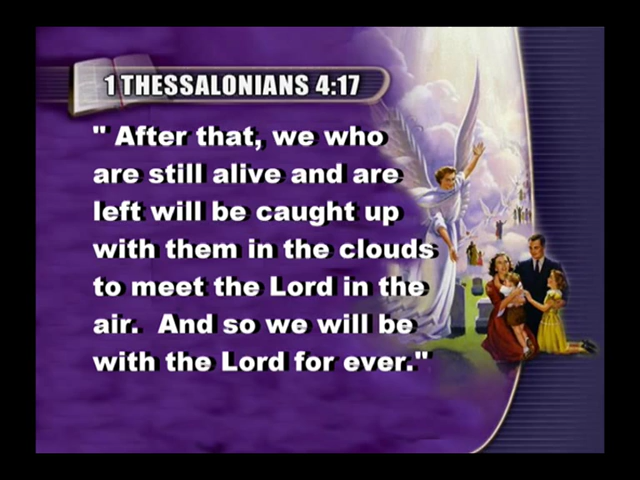 1 THESSALONIANS 4:17
" After that, we who
are still alive and are
left will be caught up
with them in the clouds
to meet the Lord in the
air.  And so we will be
with the Lord for ever."